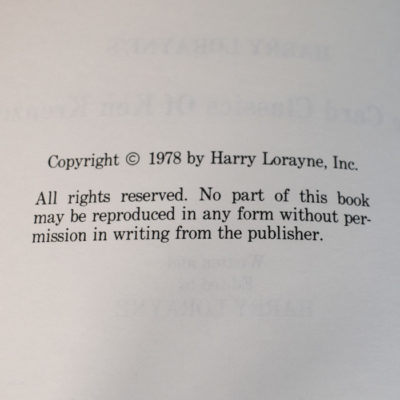 Copyright © 1978 by Harry Lorayne, Inc.
All rights reserved. No part of this book
may be reproduced in any form without per-
mission in writing from the publisher.